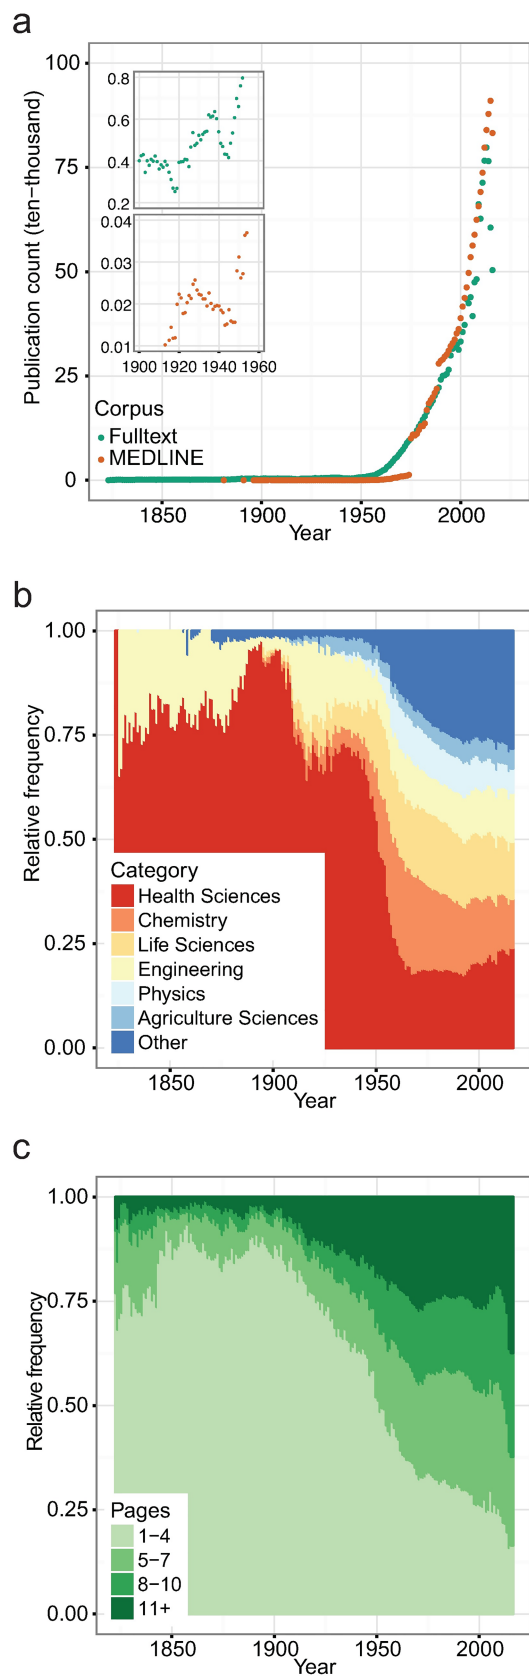 a
Publication count (ten−thousand)
100
75
50
25
0
0.8
0.6
0.4
0.2
0.04
0.03
0.02
0.01
1900 1920 1940 1960
Corpus
Fulltext
MEDLINE
1850 1900 1950 2000
Year
b
Relative frequency
1.00
0.75
0.50
0.25
0.00
Category
Health Sciences
Chemistry
Life Sciences
Engineering
Physics
Agriculture Sciences
Other
1850 1900 1950 2000
Year
c
Relative frequency
1.00
0.75
0.50
0.25
0.00
Pages
1−4
5−7
8−10
11+
1850 1900 1950 2000
Year